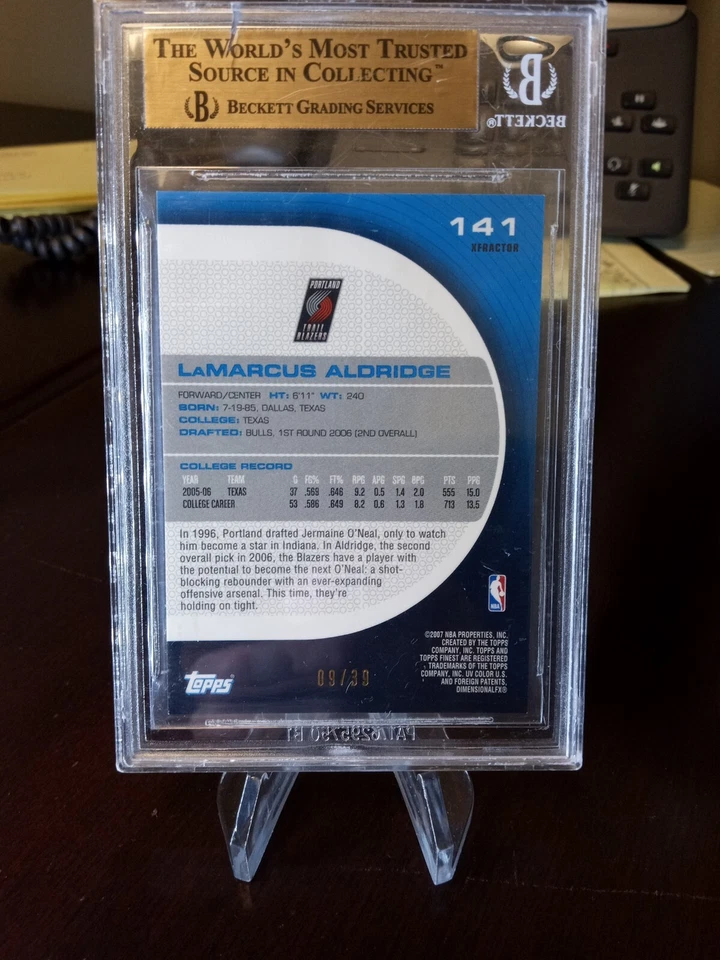 THE WORLD'S MOST TRUSTED
SOURCE IN COLLECTING™
B BECKETT GRADING SERVICES
B
BECKETT®
141
XFRACTOR
PORTLAND
TRAIL
BLAZERS
LAMARCUS ALDRIDGE
FORWARD/CENTER HT: 6'11" WT: 240
BORN: 7-19-85, DALLAS, TEXAS
COLLEGE: TEXAS
DRAFTED: BULLS, 1ST ROUND 2006 (2ND OVERALL)
COLLEGE RECORD
YEAR TEAM G FG% FT% RPG APG SPG BPG PTS PPG
2005-06 TEXAS 37 .569 .646 9.2 0.5 1.4 2.0 555 15.0
COLLEGE CAREER 53 .586 .649 8.2 0.6 1.3 1.8 713 13.5
In 1996, Portland drafted Jermaine O'Neal, only to watch
him become a star in Indiana. In Aldridge, the second
overall pick in 2006, the Blazers have a player with
the potential to become the next O'Neal: a shot-
blocking rebounder with an ever-expanding
offensive arsenal. This time, they're
holding on tight.
NBA
©2007 NBA PROPERTIES, INC.
CREATED BY THE TOPPS
COMPANY, INC. TOPPS AND
TOPPS FINEST ARE REGISTERED
TRADEMARKS OF THE TOPPS
COMPANY, INC. UV COLOR U.S.
AND FOREIGN PATENTS,
DIMENSIONALFX®
topps
09/39